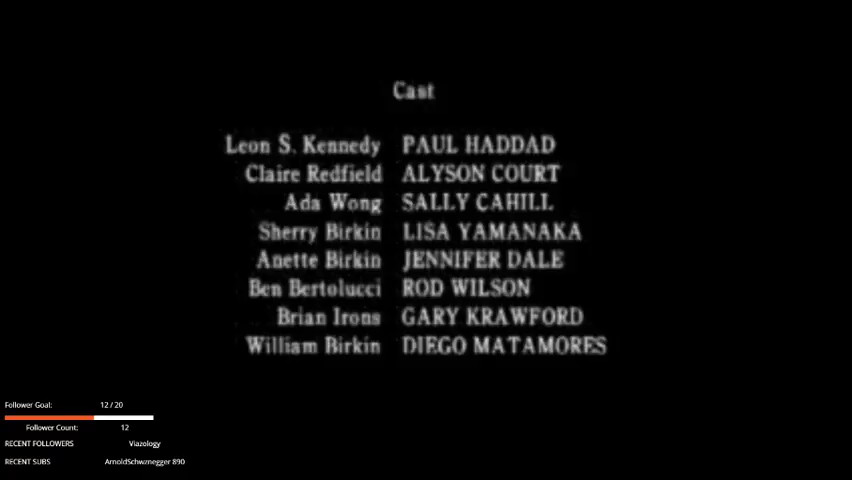 Cast
Leon S. Kennedy PAUL HADDAD
Claire Redfield ALYSON COURT
Ada Wong SALLY CAHILL
Sherry Birkin LISA YAMANAKA
Anette Birkin JENNIFER DALE
Ben Bertolucci ROD WILSON
Brian Irons GARY KRAWFORD
William Birkin DIEGO MATAMORES
Follower Goal: 12 / 20
Follower Count: 12
RECENT FOLLOWERS Viazology
RECENT SUBS ArnoldSchwznegger 890